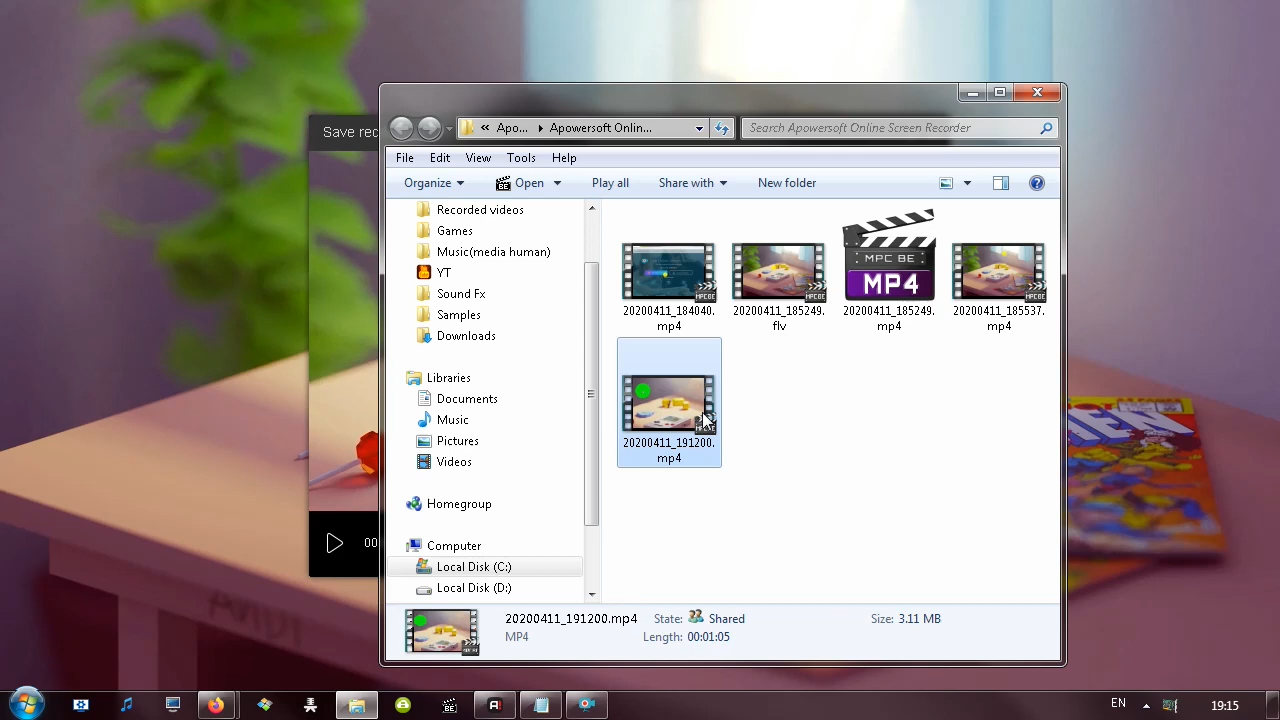 Save rec
Apo...
Apowersoft Onlin...
Search Apowersoft Online Screen Recorder
File Edit View Tools Help
Organize Open Play all Share with New folder
Recorded videos
Games
Music(media human)
YT
Sound Fx
Samples
Downloads
Libraries
Documents
Music
Pictures
Videos
Homegroup
Computer
Local Disk (C:)
Local Disk (D:)
MPC BE
MP4
20200411_184040.
mp4
20200411_185249.
flv
20200411_185249.
mp4
20200411_185537.
mp4
20200411_191200.
mp4
00
20200411_191200.mp4 State: Shared Size: 3.11 MB
MP4 Length: 00:01:05
EN 19:15